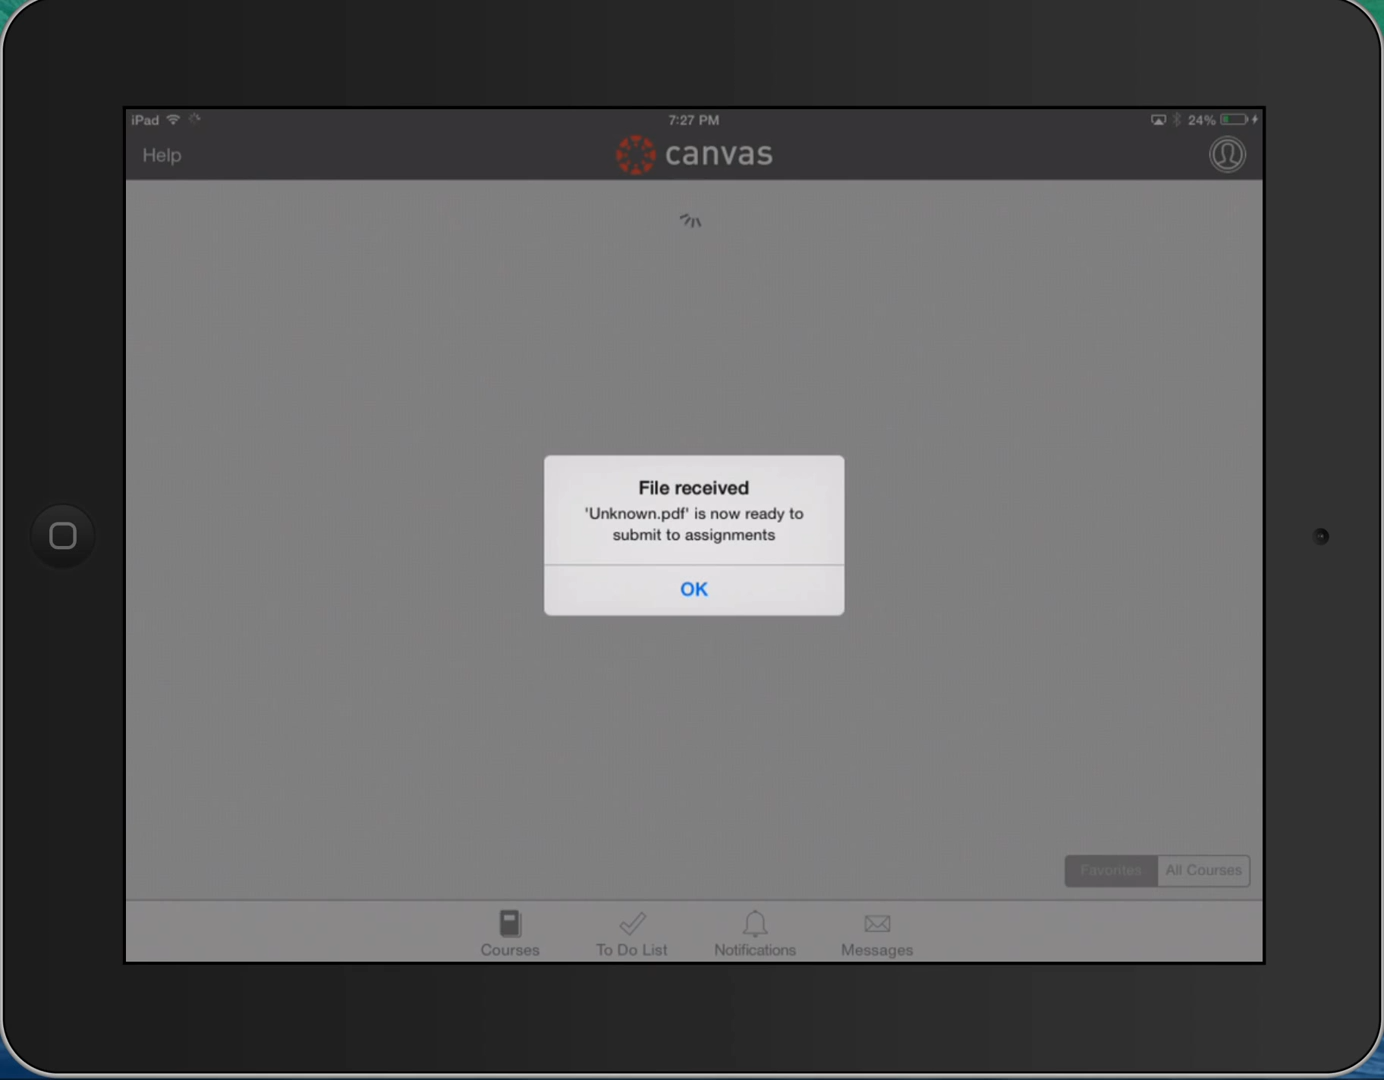 iPad
7:27 PM
24%
Help
canvas
File received
'Unknown.pdf' is now ready to
submit to assignments
OK
Favorites
All Courses
Courses
To Do List
Notifications
Messages